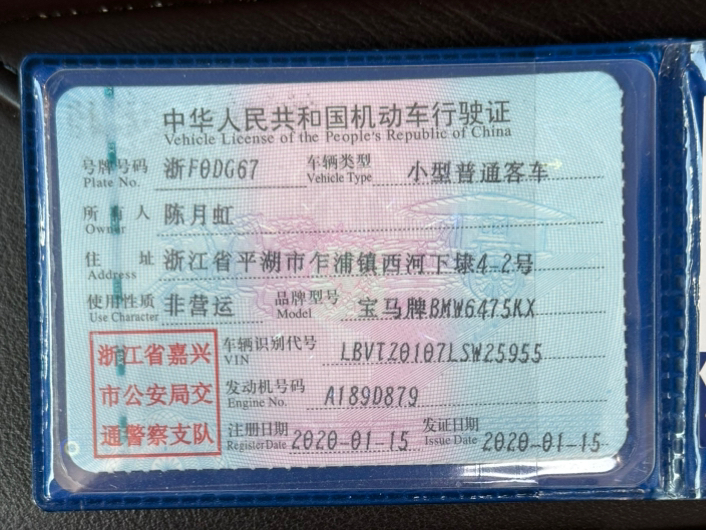 中华人民共和国机动车行驶证
Vehicle License of the People's Republic of China
号牌号码 浙F0DG67 车辆类型 小型普通客车
Plate No. Vehicle Type
所有人 陈月虹
Owner
住址 浙江省平湖市乍浦镇西河下埭4-2号
Address
使用性质 非营运 品牌型号 宝马牌BMW6475KX
Use Character Model
浙江省嘉兴
市公安局交
通警察支队
车辆识别代号 LBVTZ0107LSW25955
VIN
发动机号码 A189D879
Engine No.
注册日期 2020-01-15 发证日期 2020-01-15
Register Date Issue Date